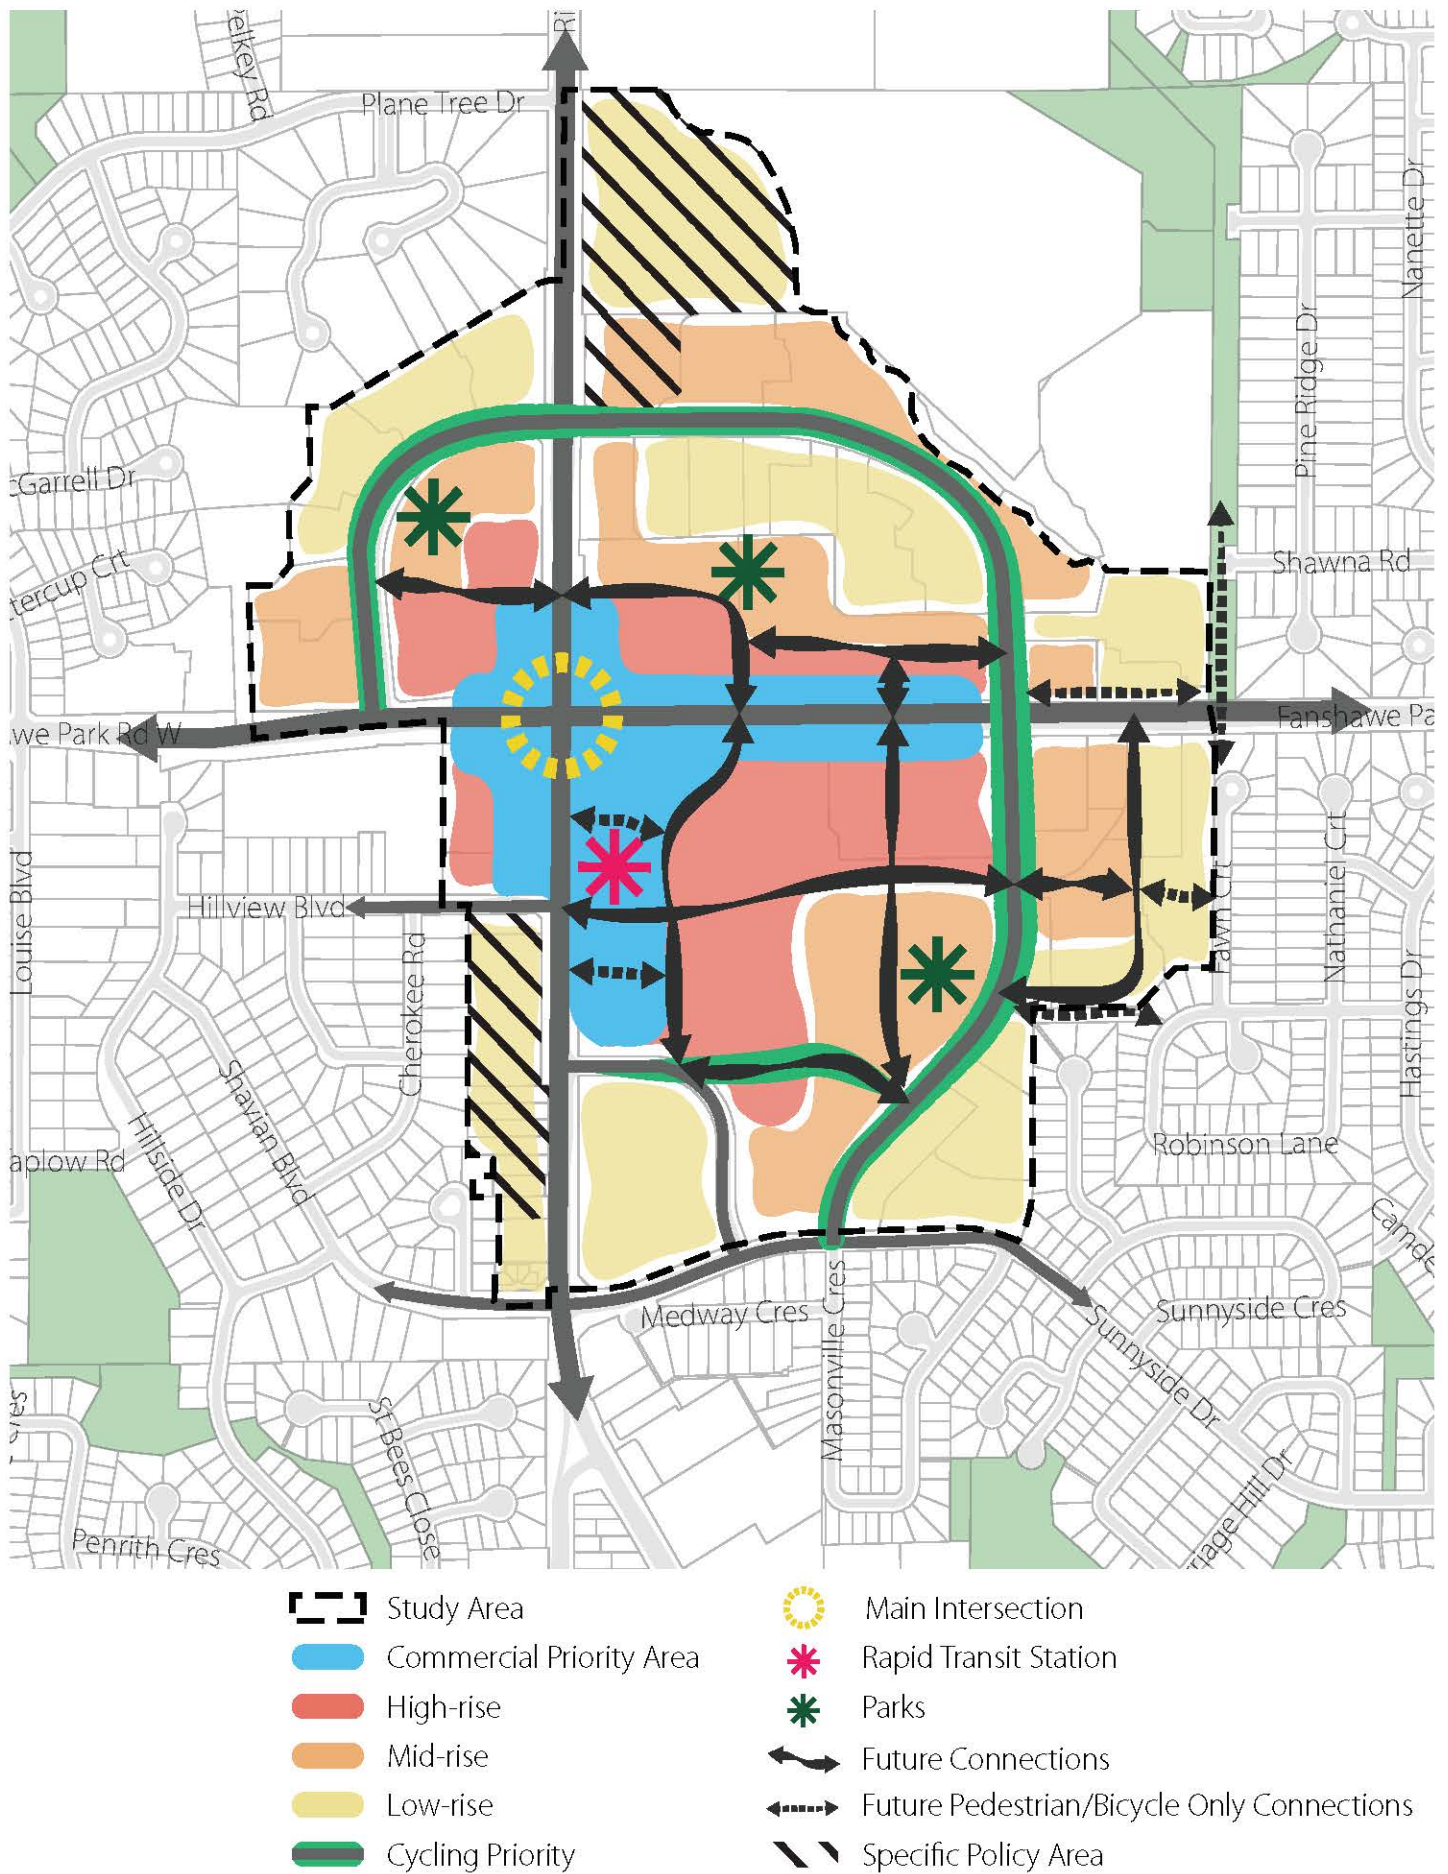 Plane Tree Dr
Nanette Dr
Pine Ridge Dr
Shawna Rd
Fanshawe Pa
we Park Rd W
Hillview Blvd
Louise Blvd
Cherokee Rd
Fawn Crt
Nathaniel Crt
Hastings Dr
Shavian Blvd
Hillside Dr
aplow Rd
Robinson Lane
Medway Cres
Masonville Cres
Sunnyside Cres
Sunnyside Dr
St Bees Close
Penrith Cres
Study Area
Commercial Priority Area
High-rise
Mid-rise
Low-rise
Cycling Priority
Main Intersection
Rapid Transit Station
Parks
Future Connections
Future Pedestrian/Bicycle Only Connections
Specific Policy Area